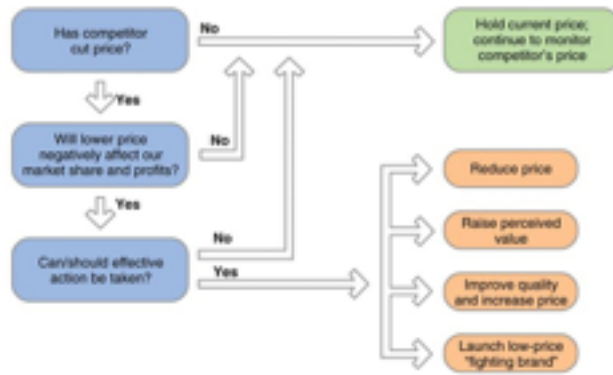 Has competitor
cut price?
No
Hold current price;
continue to monitor
competitor's price
Yes
Will lower price
negatively affect our
market share and profits?
No
Reduce price
Yes
Raise perceived
value
No
Can/should effective
action be taken?
Yes
Improve quality
and increase price
Launch low-price
"fighting brand"